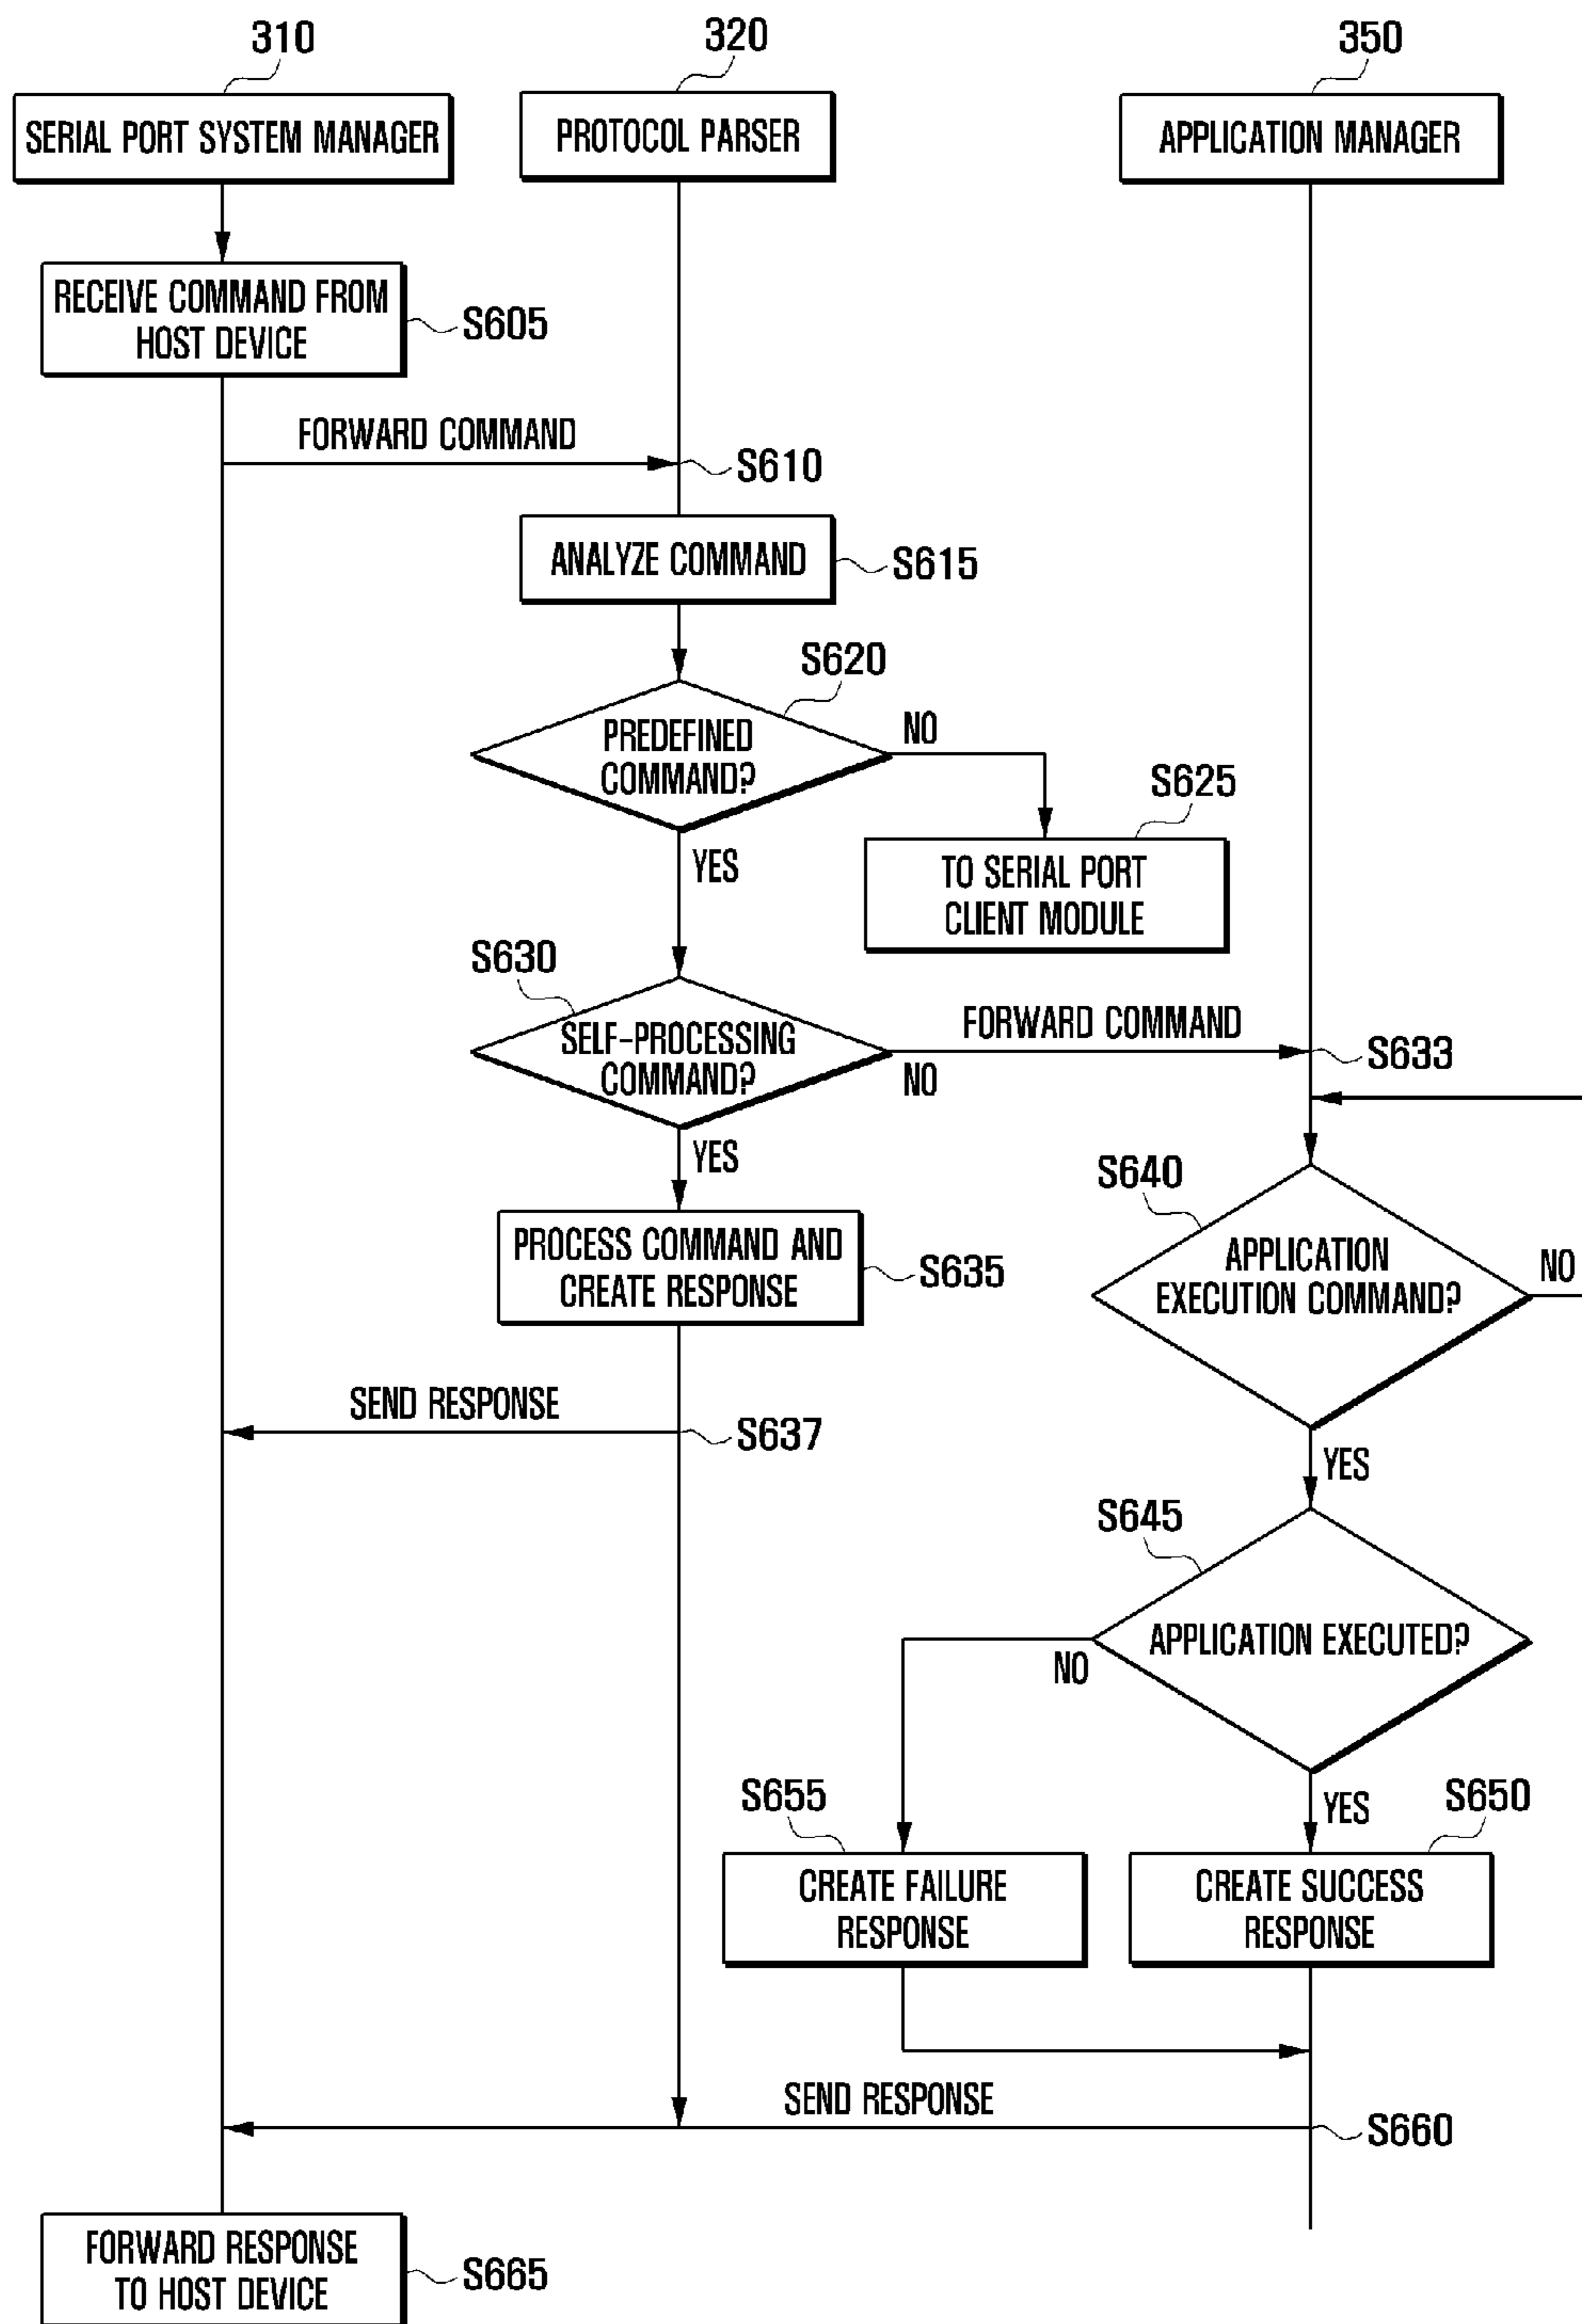 310
320
350
SERIAL PORT SYSTEM MANAGER
PROTOCOL PARSER
APPLICATION MANAGER
RECEIVE COMMAND FROM
HOST DEVICE
S605
FORWARD COMMAND
S610
ANALYZE COMMAND
S615
S620
PREDEFINED
COMMAND?
NO
S625
YES
TO SERIAL PORT
CLIENT MODULE
S630
SELF-PROCESSING
COMMAND?
FORWARD COMMAND
NO
S633
YES
S640
APPLICATION
EXECUTION COMMAND?
NO
PROCESS COMMAND AND
CREATE RESPONSE
S635
SEND RESPONSE
S637
YES
S645
APPLICATION EXECUTED?
NO
YES
S655
S650
CREATE FAILURE
RESPONSE
CREATE SUCCESS
RESPONSE
SEND RESPONSE
S660
FORWARD RESPONSE
TO HOST DEVICE
S665